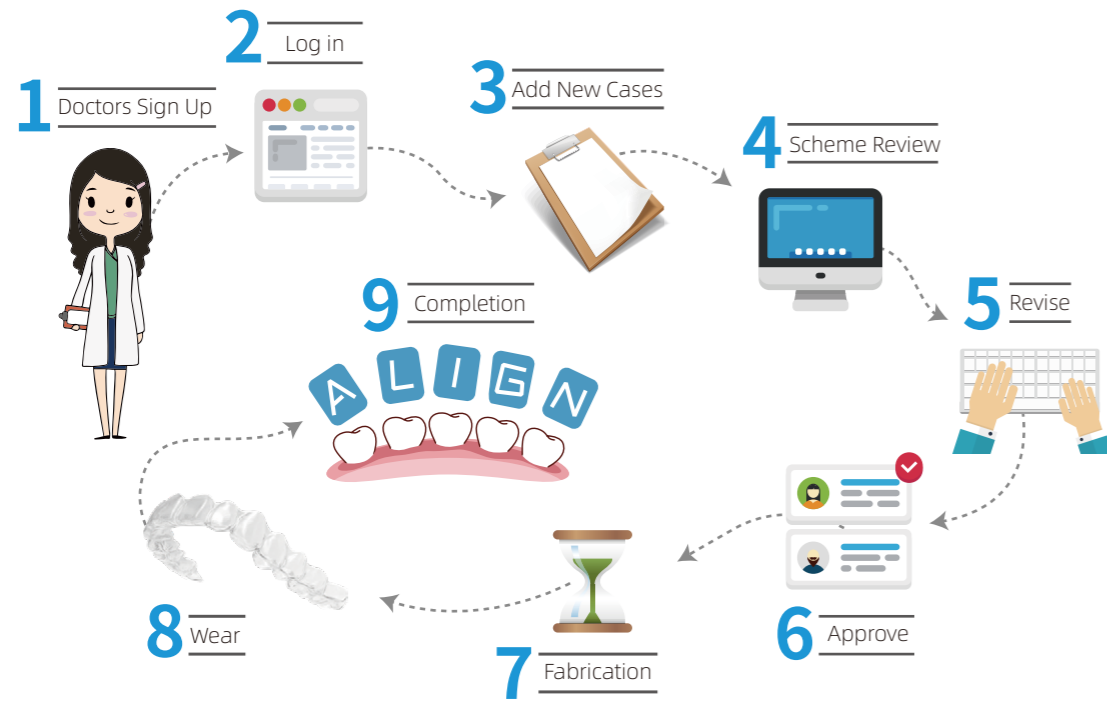 1 Doctors Sign Up
2 Log in
3 Add New Cases
4 Scheme Review
5 Revise
6 Approve
7 Fabrication
8 Wear
9 Completion
ALIGN